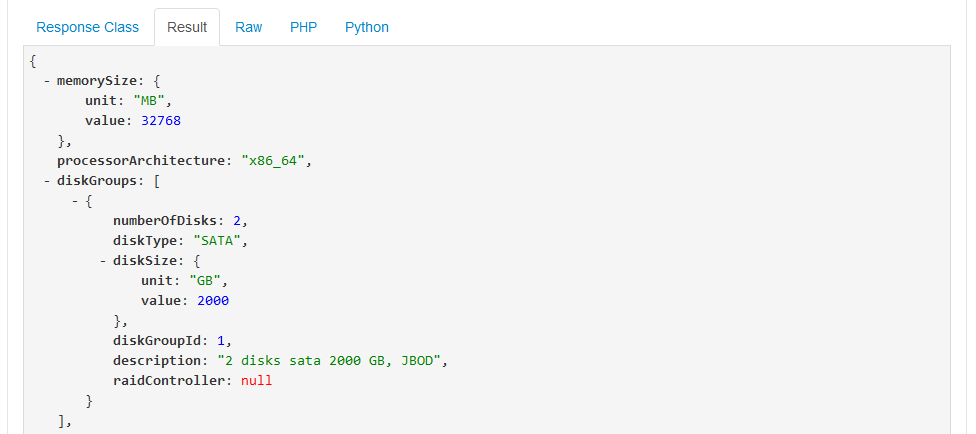 Response Class Result Raw PHP Python
{
- memorySize: {
unit: "MB",
value: 32768
},
processorArchitecture: "x86_64",
- diskGroups: [
- {
numberOfDisks: 2,
diskType: "SATA",
- diskSize: {
unit: "GB",
value: 2000
},
diskGroupId: 1,
description: "2 disks sata 2000 GB, JBOD",
raidController: null
}
],